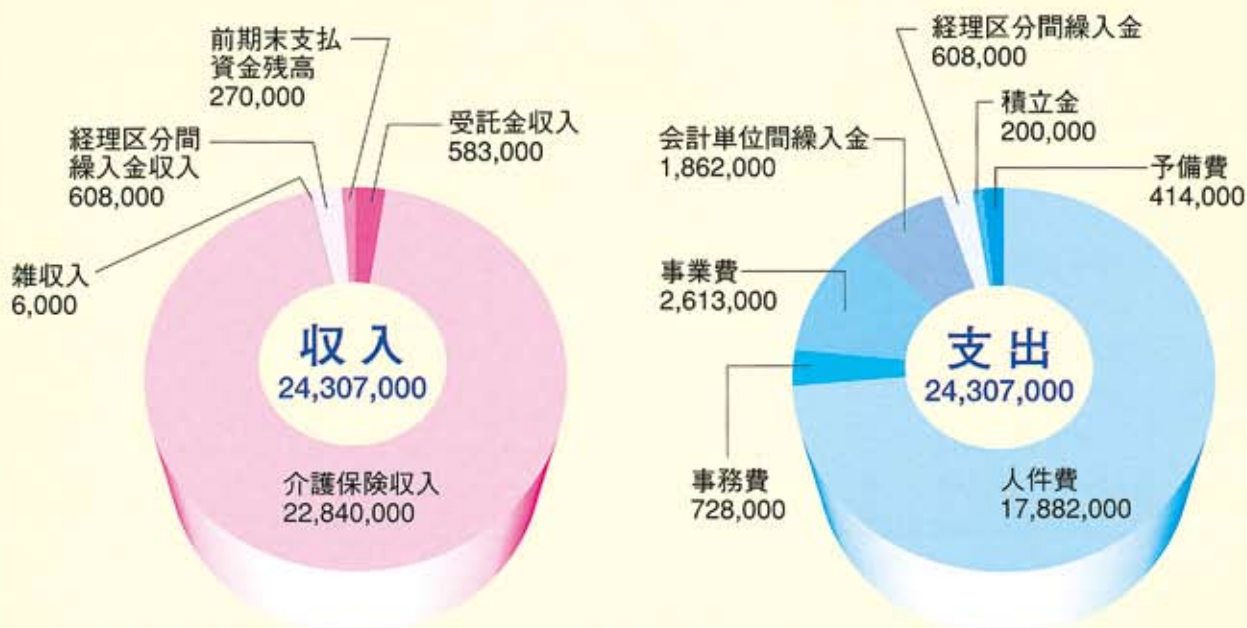 前期末支払
資金残高
270,000
受託金収入
583,000
経理区分間
繰入金収入
608,000
雑収入
6,000
収入
24,307,000
介護保険収入
22,840,000
経理区分間繰入金
608,000
積立金
200,000
会計単位間繰入金
1,862,000
予備費
414,000
事業費
2,613,000
支出
24,307,000
事務費
728,000
人件費
17,882,000